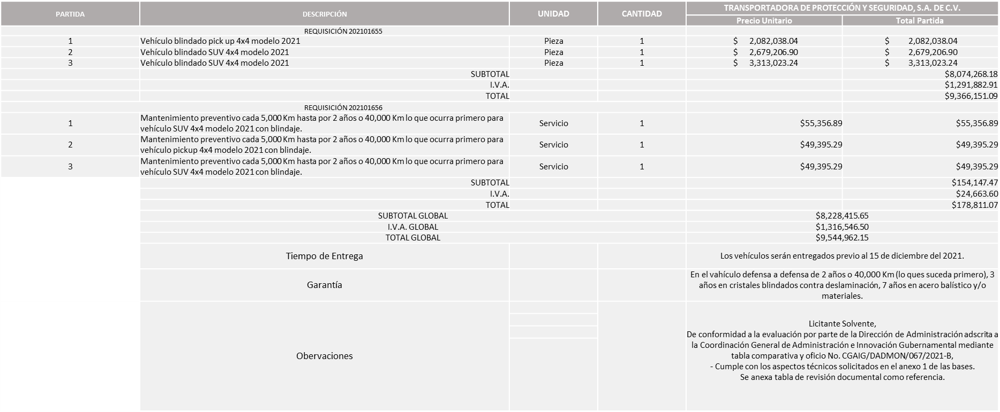 PARTIDA DESCRIPCIÓN UNIDAD CANTIDAD TRANSPORTADORA DE PROTECCIÓN Y SEGURIDAD, S.A. DE C.V.
Precio Unitario Total Partida
REQUISICIÓN 202101655
1 Vehículo blindado pick up 4x4 modelo 2021 Pieza 1 $ 2,082,038.04 $ 2,082,038.04
2 Vehículo blindado SUV 4x4 modelo 2021 Pieza 1 $ 2,679,206.90 $ 2,679,206.90
3 Vehículo blindado SUV 4x4 modelo 2021 Pieza 1 $ 3,313,023.24 $ 3,313,023.24
SUBTOTAL $8,074,268.18
I.V.A. $1,291,882.91
TOTAL $9,366,151.09
REQUISICIÓN 202101656
1 Mantenimiento preventivo cada 5,000 Km hasta por 2 años o 40,000 Km lo que ocurra primero para
vehículo SUV 4x4 modelo 2021 con blindaje. Servicio 1 $55,356.89 $55,356.89
2 Mantenimiento preventivo cada 5,000 Km hasta por 2 años o 40,000 Km lo que ocurra primero para
vehículo pickup 4x4 modelo 2021 con blindaje. Servicio 1 $49,395.29 $49,395.29
3 Mantenimiento preventivo cada 5,000 Km hasta por 2 años o 40,000 Km lo que ocurra primero para
vehículo SUV 4x4 modelo 2021 con blindaje. Servicio 1 $49,395.29 $49,395.29
SUBTOTAL $154,147.47
I.V.A. $24,663.60
TOTAL $178,811.07
SUBTOTAL GLOBAL $8,228,415.65
I.V.A. GLOBAL $1,316,546.50
TOTAL GLOBAL $9,544,962.15
Tiempo de Entrega Los vehículos serán entregados previo al 15 de diciembre del 2021.
Garantía
En el vahículo defensa a defensa de 2 años o 40,000 Km (lo ques suceda primero), 3
años en cristales blindados contra deslaminación, 7 años en acero balístico y/o
materiales.
Obervaciones
Licitante Solvente,
De conformidad a la evaluación por parte de la Dirección de Administración adscrita a
la Coordinación General de Administración e Innovación Gubernamental mediante
tabla comparativa y oficio No. CGAIG/DADMON/067/2021-B,
- Cumple con los aspectos técnicos solicitados en el anexo 1 de las bases.
Se anexa tabla de revisión documental como referencia.